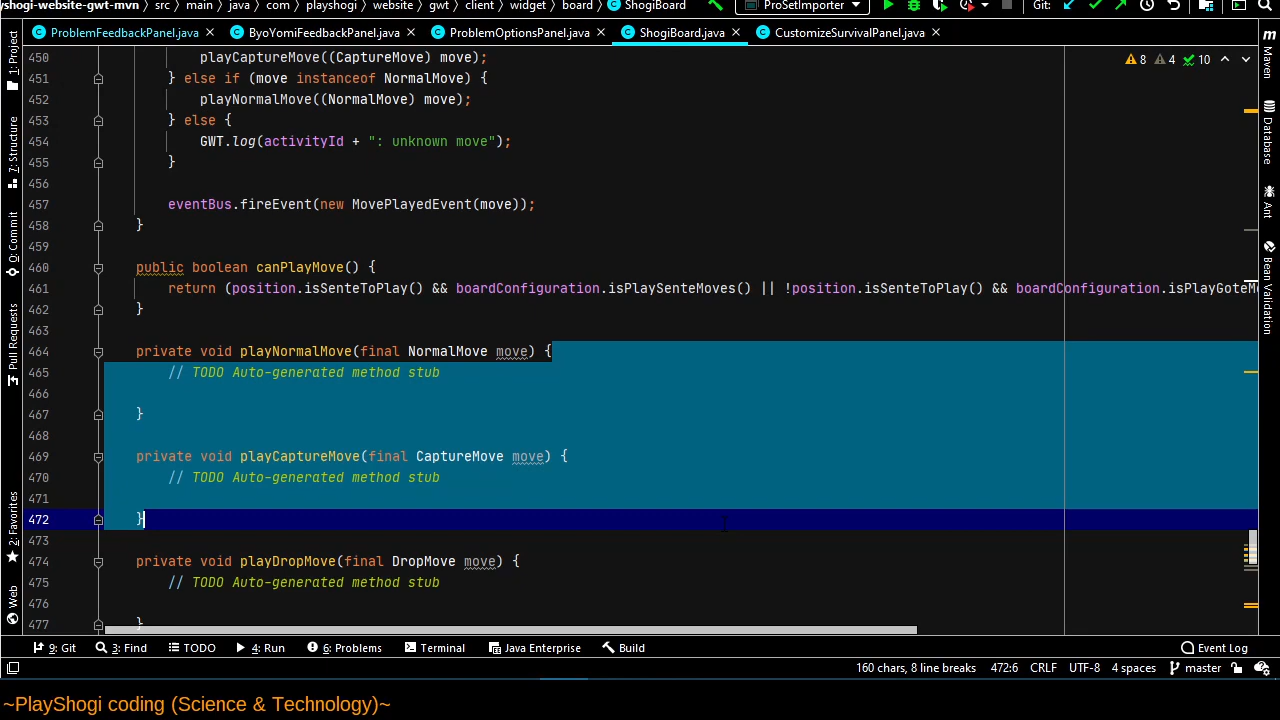 playshogi-website-gwt-mvn › src › main › java › com › playshogi › website › gwt › client › widget › board › ShogiBoard ProSetImporter Git:
ProblemFeedbackPanel.java × ByoYomiFeedbackPanel.java × ProblemOptionsPanel.java × ShogiBoard.java × CustomizeSurvivalPanel.java ×
8 4 10
450 playCaptureMove((CaptureMove) move);
451 } else if (move instanceof NormalMove) {
452 playNormalMove((NormalMove) move);
453 } else {
454 GWT.log(activityId + ": unknown move");
455 }
456
457 eventBus.fireEvent(new MovePlayedEvent(move));
458 }
459
460 public boolean canPlayMove() {
461 return (position.isSenteToPlay() && boardConfiguration.isPlaySenteMoves() || !position.isSenteToPlay() && boardConfiguration.isPlayGoteMo
462 }
463
464 private void playNormalMove(final NormalMove move) {
465 // TODO Auto-generated method stub
466
467 }
468
469 private void playCaptureMove(final CaptureMove move) {
470 // TODO Auto-generated method stub
471
472 }
473
474 private void playDropMove(final DropMove move) {
475 // TODO Auto-generated method stub
476
477 }
1: Project
7: Structure
Commit
Pull Requests
2: Favorites
Web
Maven
Database
Ant
Bean Validation
9: Git 3: Find TODO 4: Run 6: Problems Terminal Java Enterprise Build Event Log
160 chars, 8 line breaks 472:6 CRLF UTF-8 4 spaces master
~PlayShogi coding (Science & Technology)~